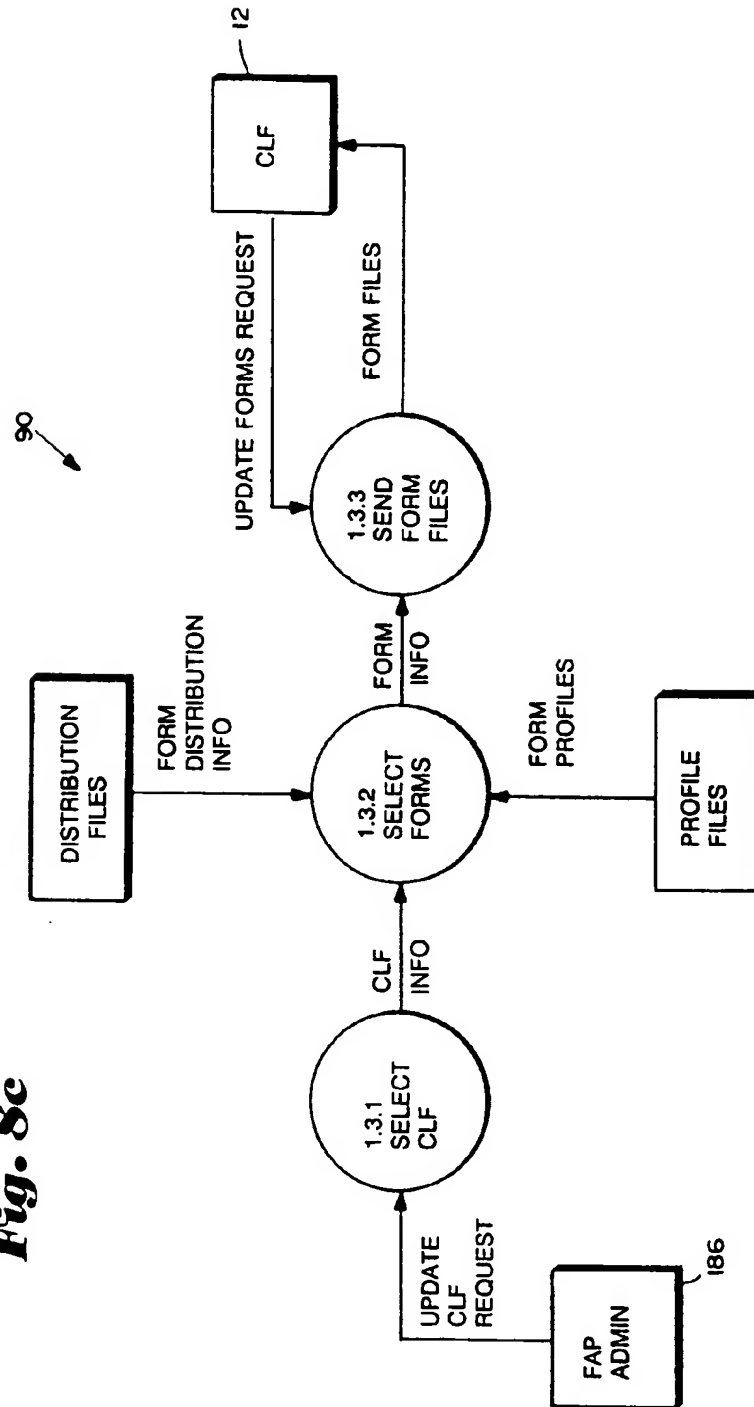 Fig. 8c
90
DISTRIBUTION
FILES
FORM
DISTRIBUTION
INFO
UPDATE FORMS REQUEST
CLF
12
FORM FILES
UPDATE
CLF
REQUEST
1.3.1
SELECT
CLF
CLF
INFO
1.3.2
SELECT
FORMS
FORM
INFO
1.3.3
SEND
FORM
FILES
FORM
PROFILES
FAP
ADMIN
186
PROFILE
FILES